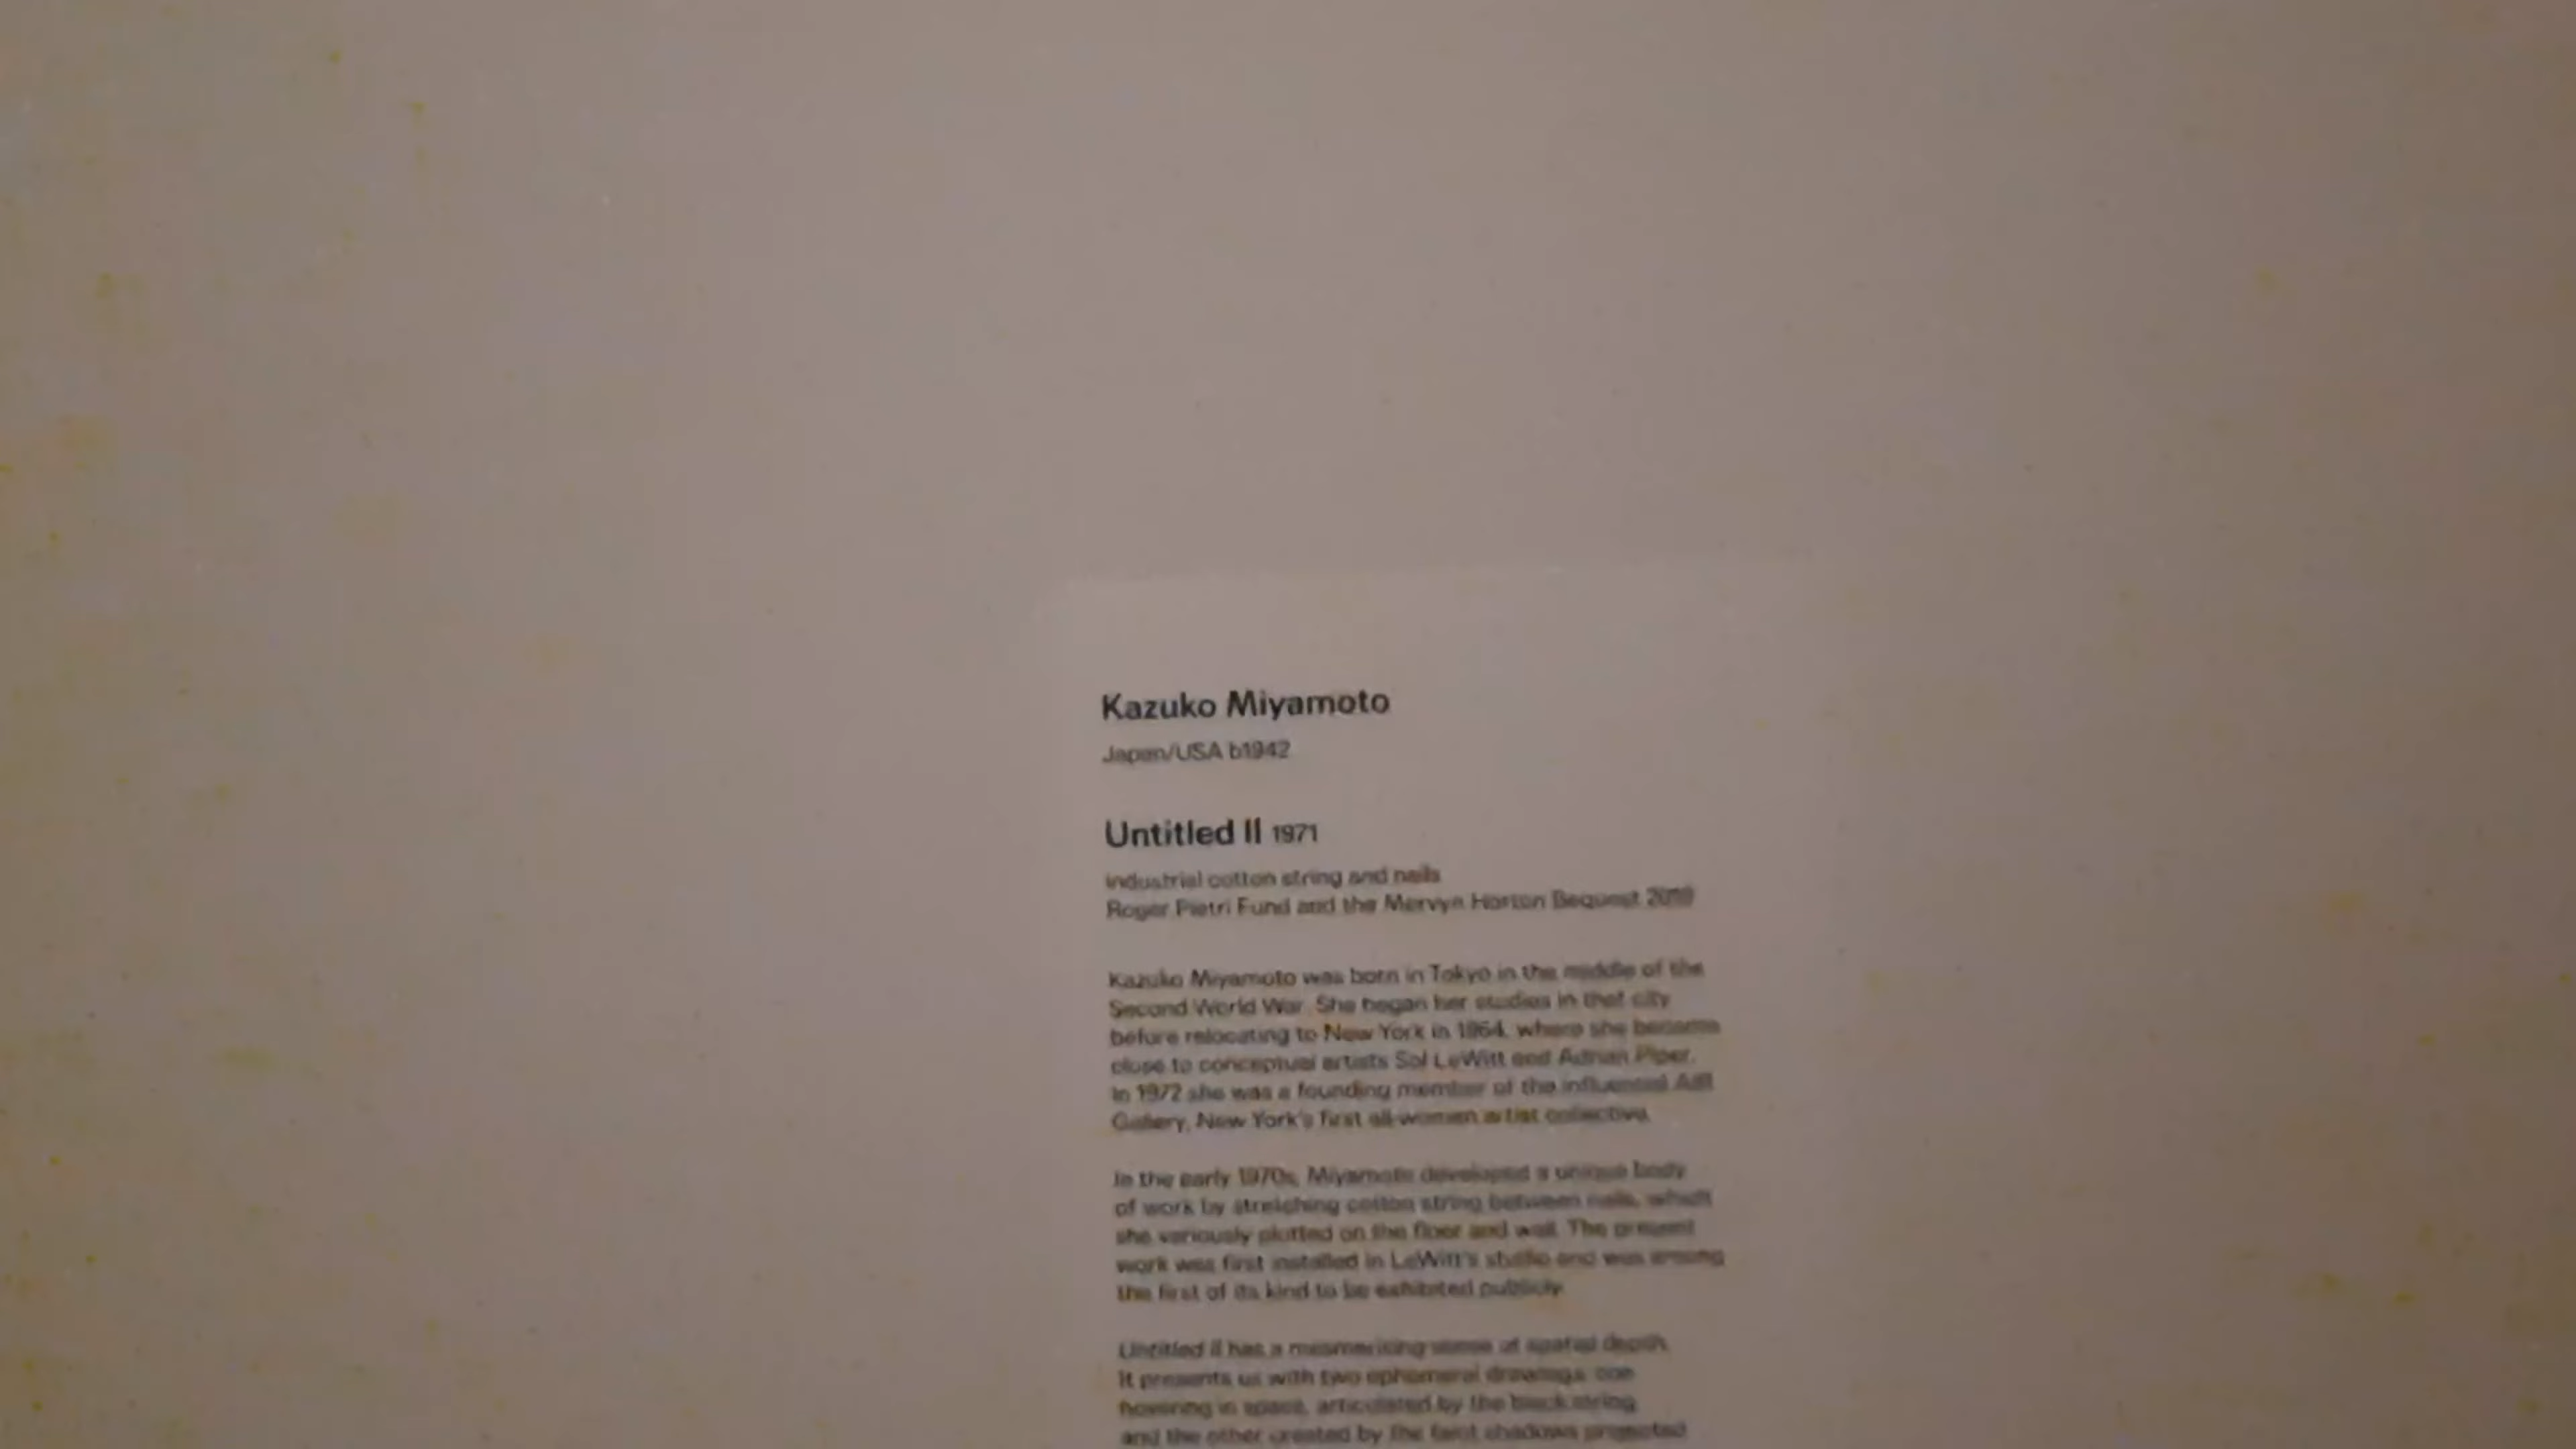 Kazuko Miyamoto
Japan/USA b1942
Untitled II 1971
industrial cotton string and nails
Roger Pietri Fund and the Mervyn Horton Bequest 2019
Kazuko Miyamoto was born in Tokyo in the middle of the
Second World War. She began her studies in that city
before relocating to New York in 1964, where she became
close to conceptual artists Sol LeWitt and Adrian Piper.
In 1972 she was a founding member of the influential AIR
Gallery, New York's first all-women artist collective.
In the early 1970s, Miyamoto developed a unique body
of work by stretching cotton string between nails, which
she variously plotted on the floor and wall. The present
work was first installed in LeWitt's studio and was among
the first of its kind to be exhibited publicly.
Untitled II has a mesmerising sense of spatial depth.
It presents us with two ephemeral drawings: one
hovering in space, articulated by the black string
and the other created by the faint shadows projected